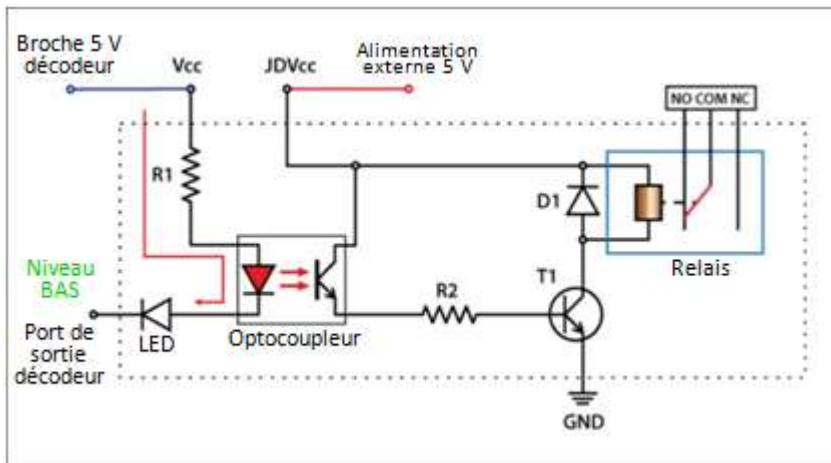 Broche 5 V
décodeur
Vcc
JDVcc
Alimentation
externe 5 V
NO COM NC
R1
D1
Relais
Niveau
BAS
T1
R2
Port de
sortie
décodeur
LED
Optocoupleur
GND